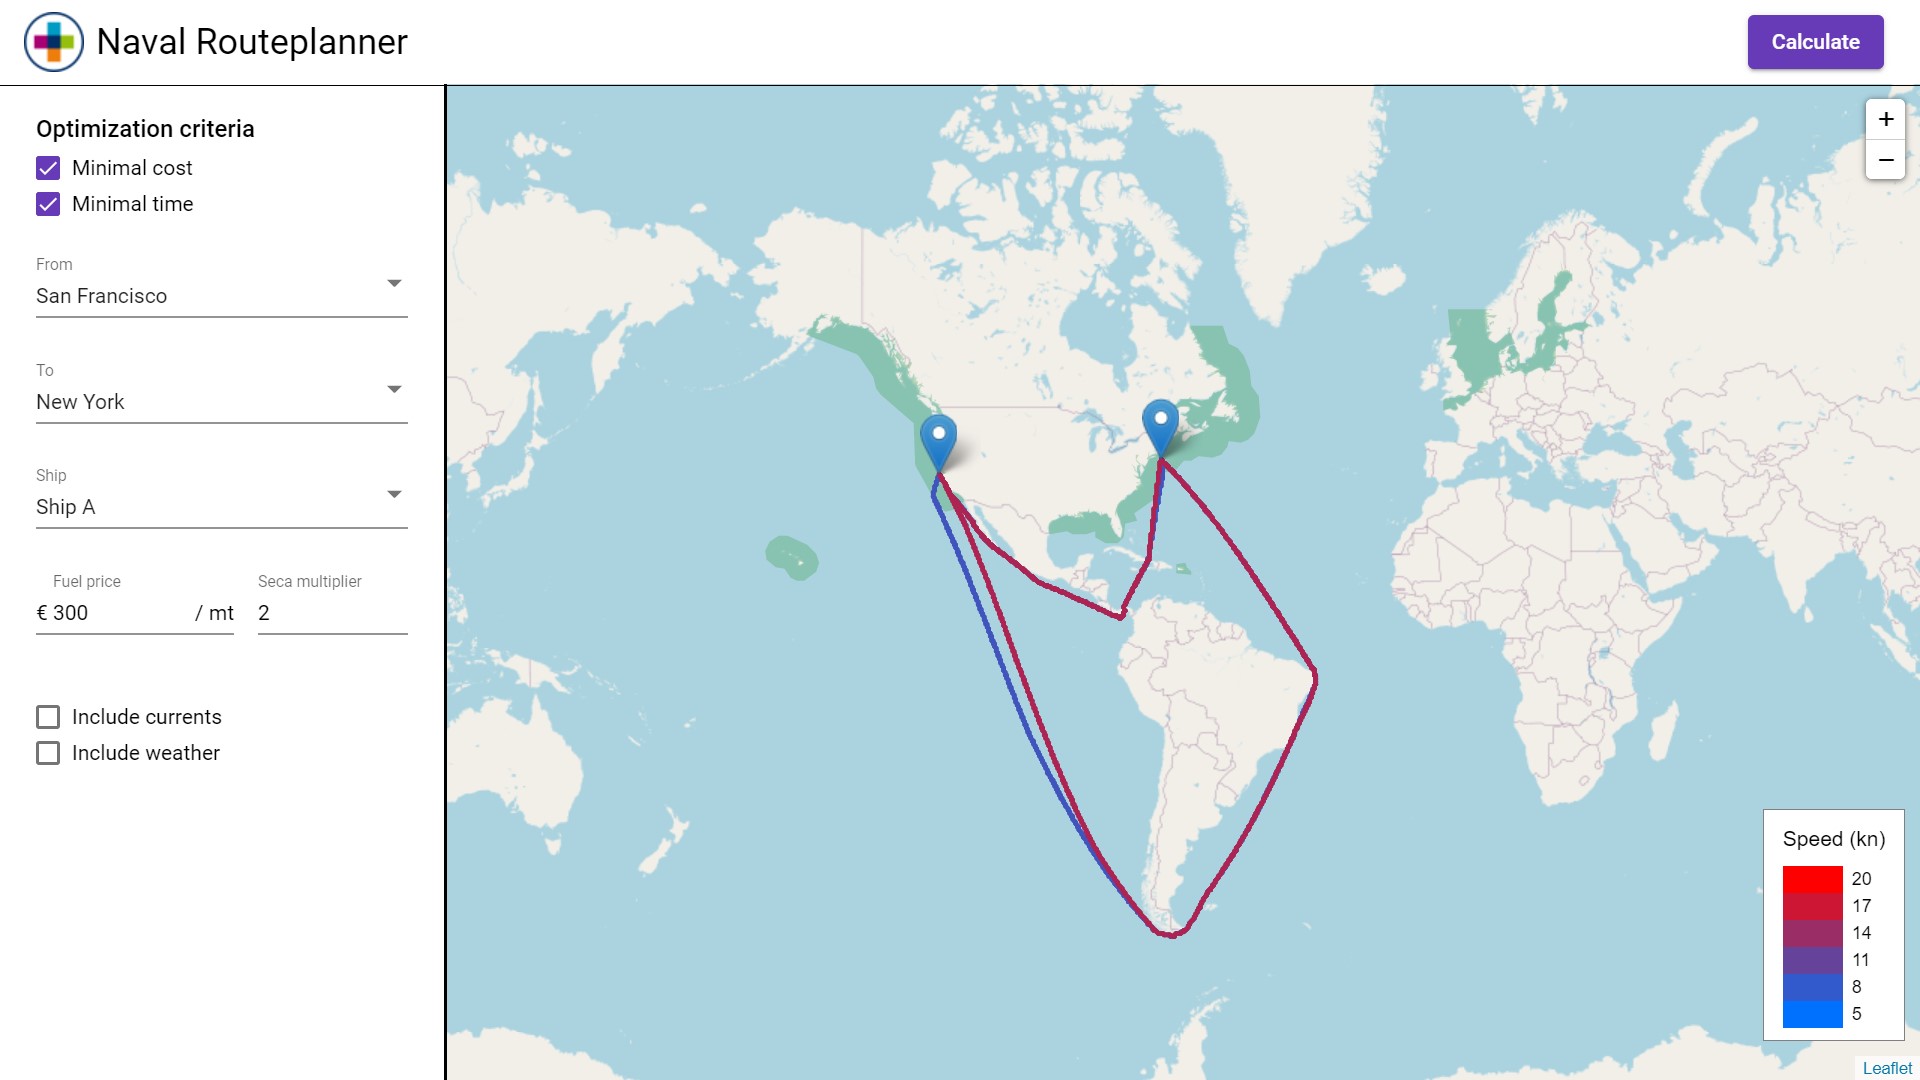 Naval Routeplanner
Calculate
Optimization criteria
Minimal cost
Minimal time
From
San Francisco
To
New York
Ship
Ship A
Fuel price
Seca multiplier
€ 300 / mt
2
Include currents
Include weather
+
−
Speed (kn)
20
17
14
11
8
5
Leaflet